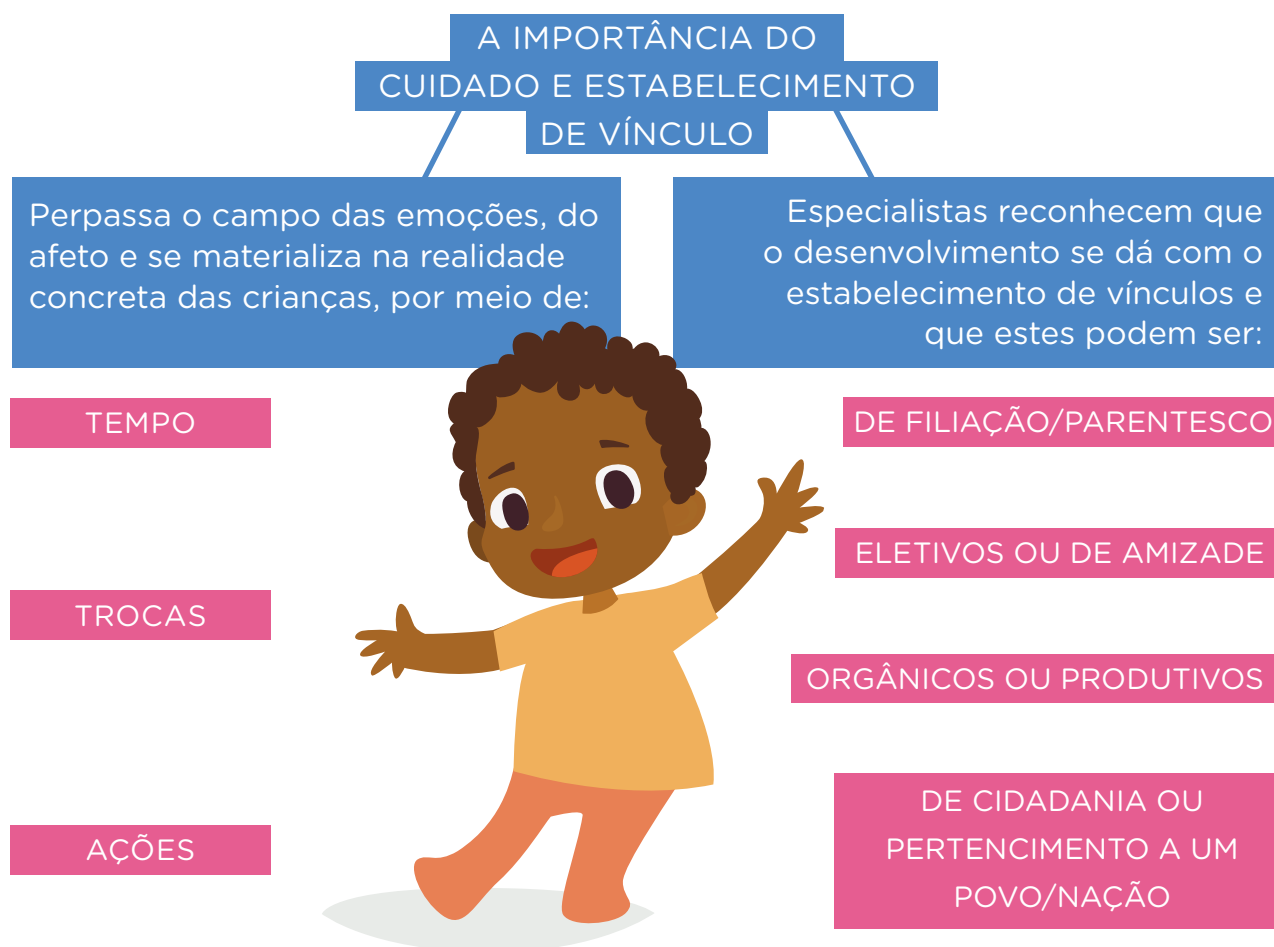 A IMPORTÂNCIA DO
CUIDADO E ESTABELECIMENTO
DE VÍNCULO
Perpassa o campo das emoções, do
afeto e se materializa na realidade
concreta das crianças, por meio de:
TEMPO
TROCAS
AÇÕES
Especialistas reconhecem que
o desenvolvimento se dá com o
estabelecimento de vínculos e
que estes podem ser:
DE FILIAÇÃO/PARENTESCO
ELETIVOS OU DE AMIZADE
ORGÂNICOS OU PRODUTIVOS
DE CIDADANIA OU
PERTENCIMENTO A UM
POVO/NAÇÃO